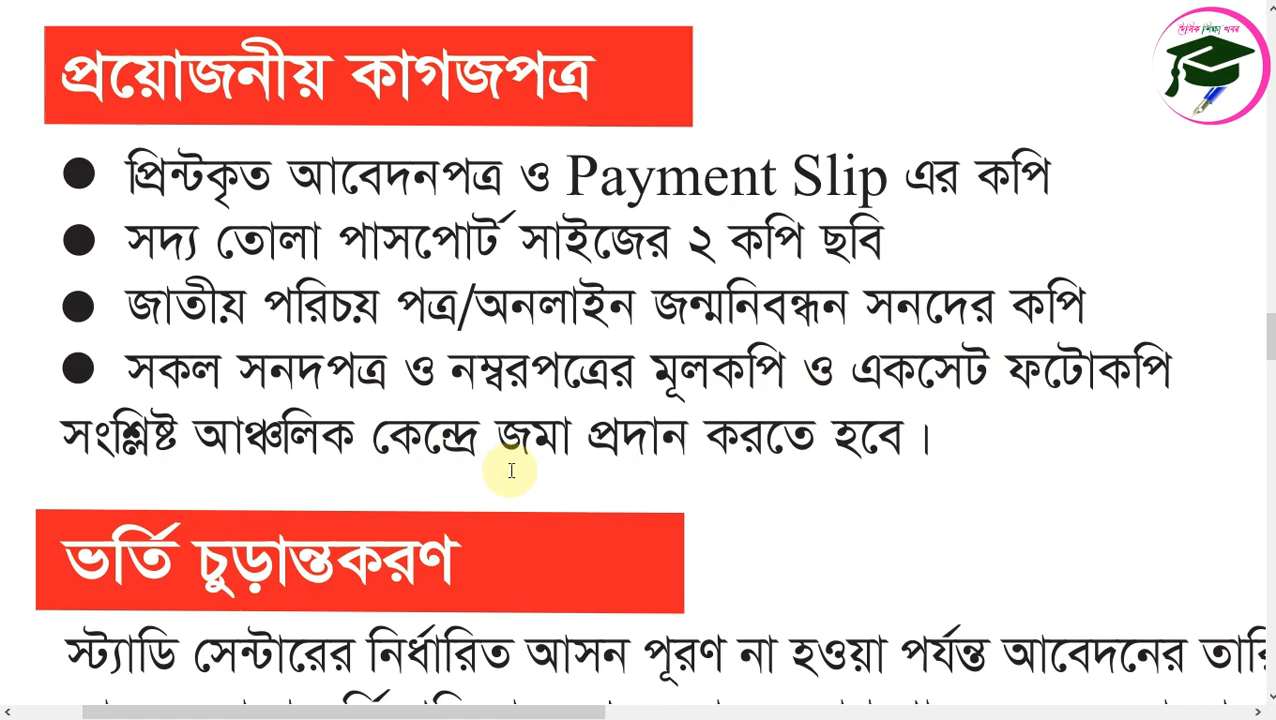 দৈনিক শিক্ষা খবর
প্রয়োজনীয় কাগজপত্র
● প্রিন্টকৃত আবেদনপত্র ও Payment Slip এর কপি
● সদ্য তোলা পাসপোর্ট সাইজের ২ কপি ছবি
● জাতীয় পরিচয় পত্র/অনলাইন জন্মনিবন্ধন সনদের কপি
● সকল সনদপত্র ও নম্বরপত্রের মূলকপি ও একসেট ফটোকপি
সংশ্লিষ্ট আঞ্চলিক কেন্দ্রে জমা প্রদান করতে হবে।
ভর্তি চুড়ান্তকরণ
স্ট্যাডি সেন্টারের নির্ধারিত আসন পূরণ না হওয়া পর্যন্ত আবেদনের